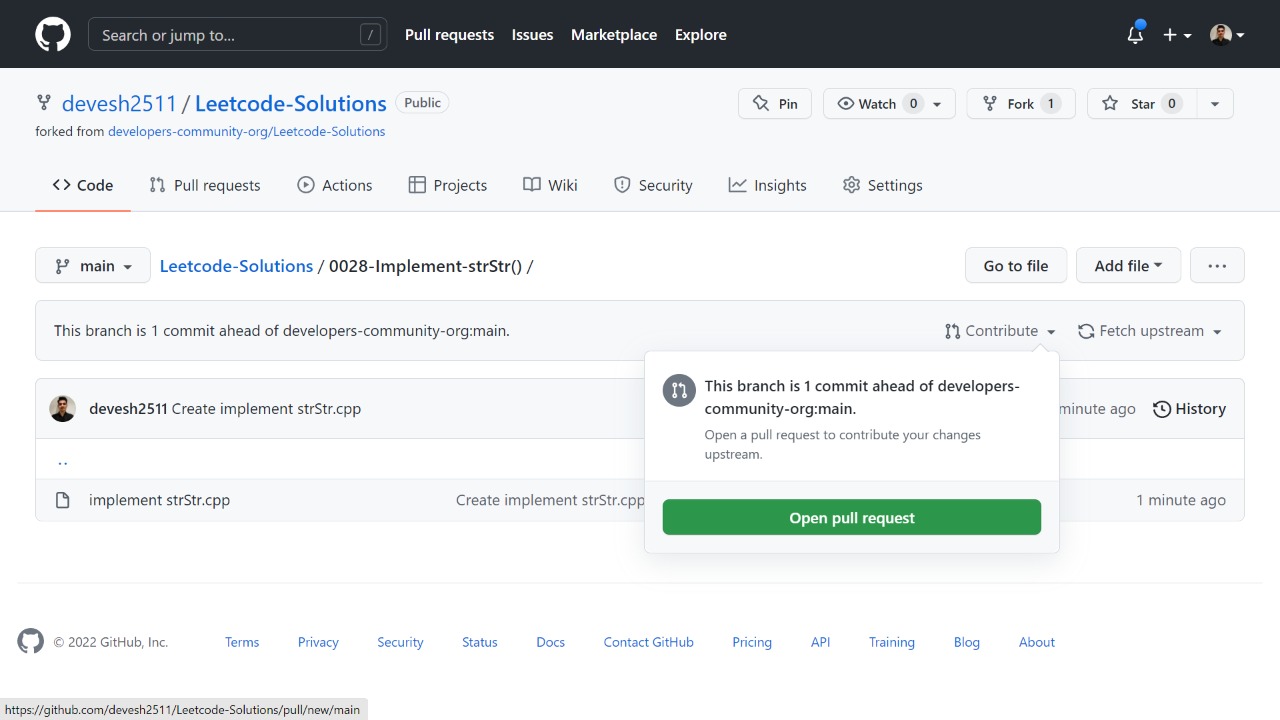 Search or jump to... /
Pull requests Issues Marketplace Explore
devesh2511 / Leetcode-Solutions Public
Pin Watch 0 Fork 1 Star 0
forked from developers-community-org/Leetcode-Solutions
Code Pull requests Actions Projects Wiki Security Insights Settings
main Leetcode-Solutions / 0028-Implement-strStr() / Go to file Add file ...
This branch is 1 commit ahead of developers-community-org:main. Contribute Fetch upstream
This branch is 1 commit ahead of developers-
community-org:main.
Open a pull request to contribute your changes
upstream.
Open pull request
devesh2511 Create implement strStr.cpp minute ago History
..
implement strStr.cpp Create implement strStr.cpp 1 minute ago
© 2022 GitHub, Inc. Terms Privacy Security Status Docs Contact GitHub Pricing API Training Blog About
https://github.com/devesh2511/Leetcode-Solutions/pull/new/main